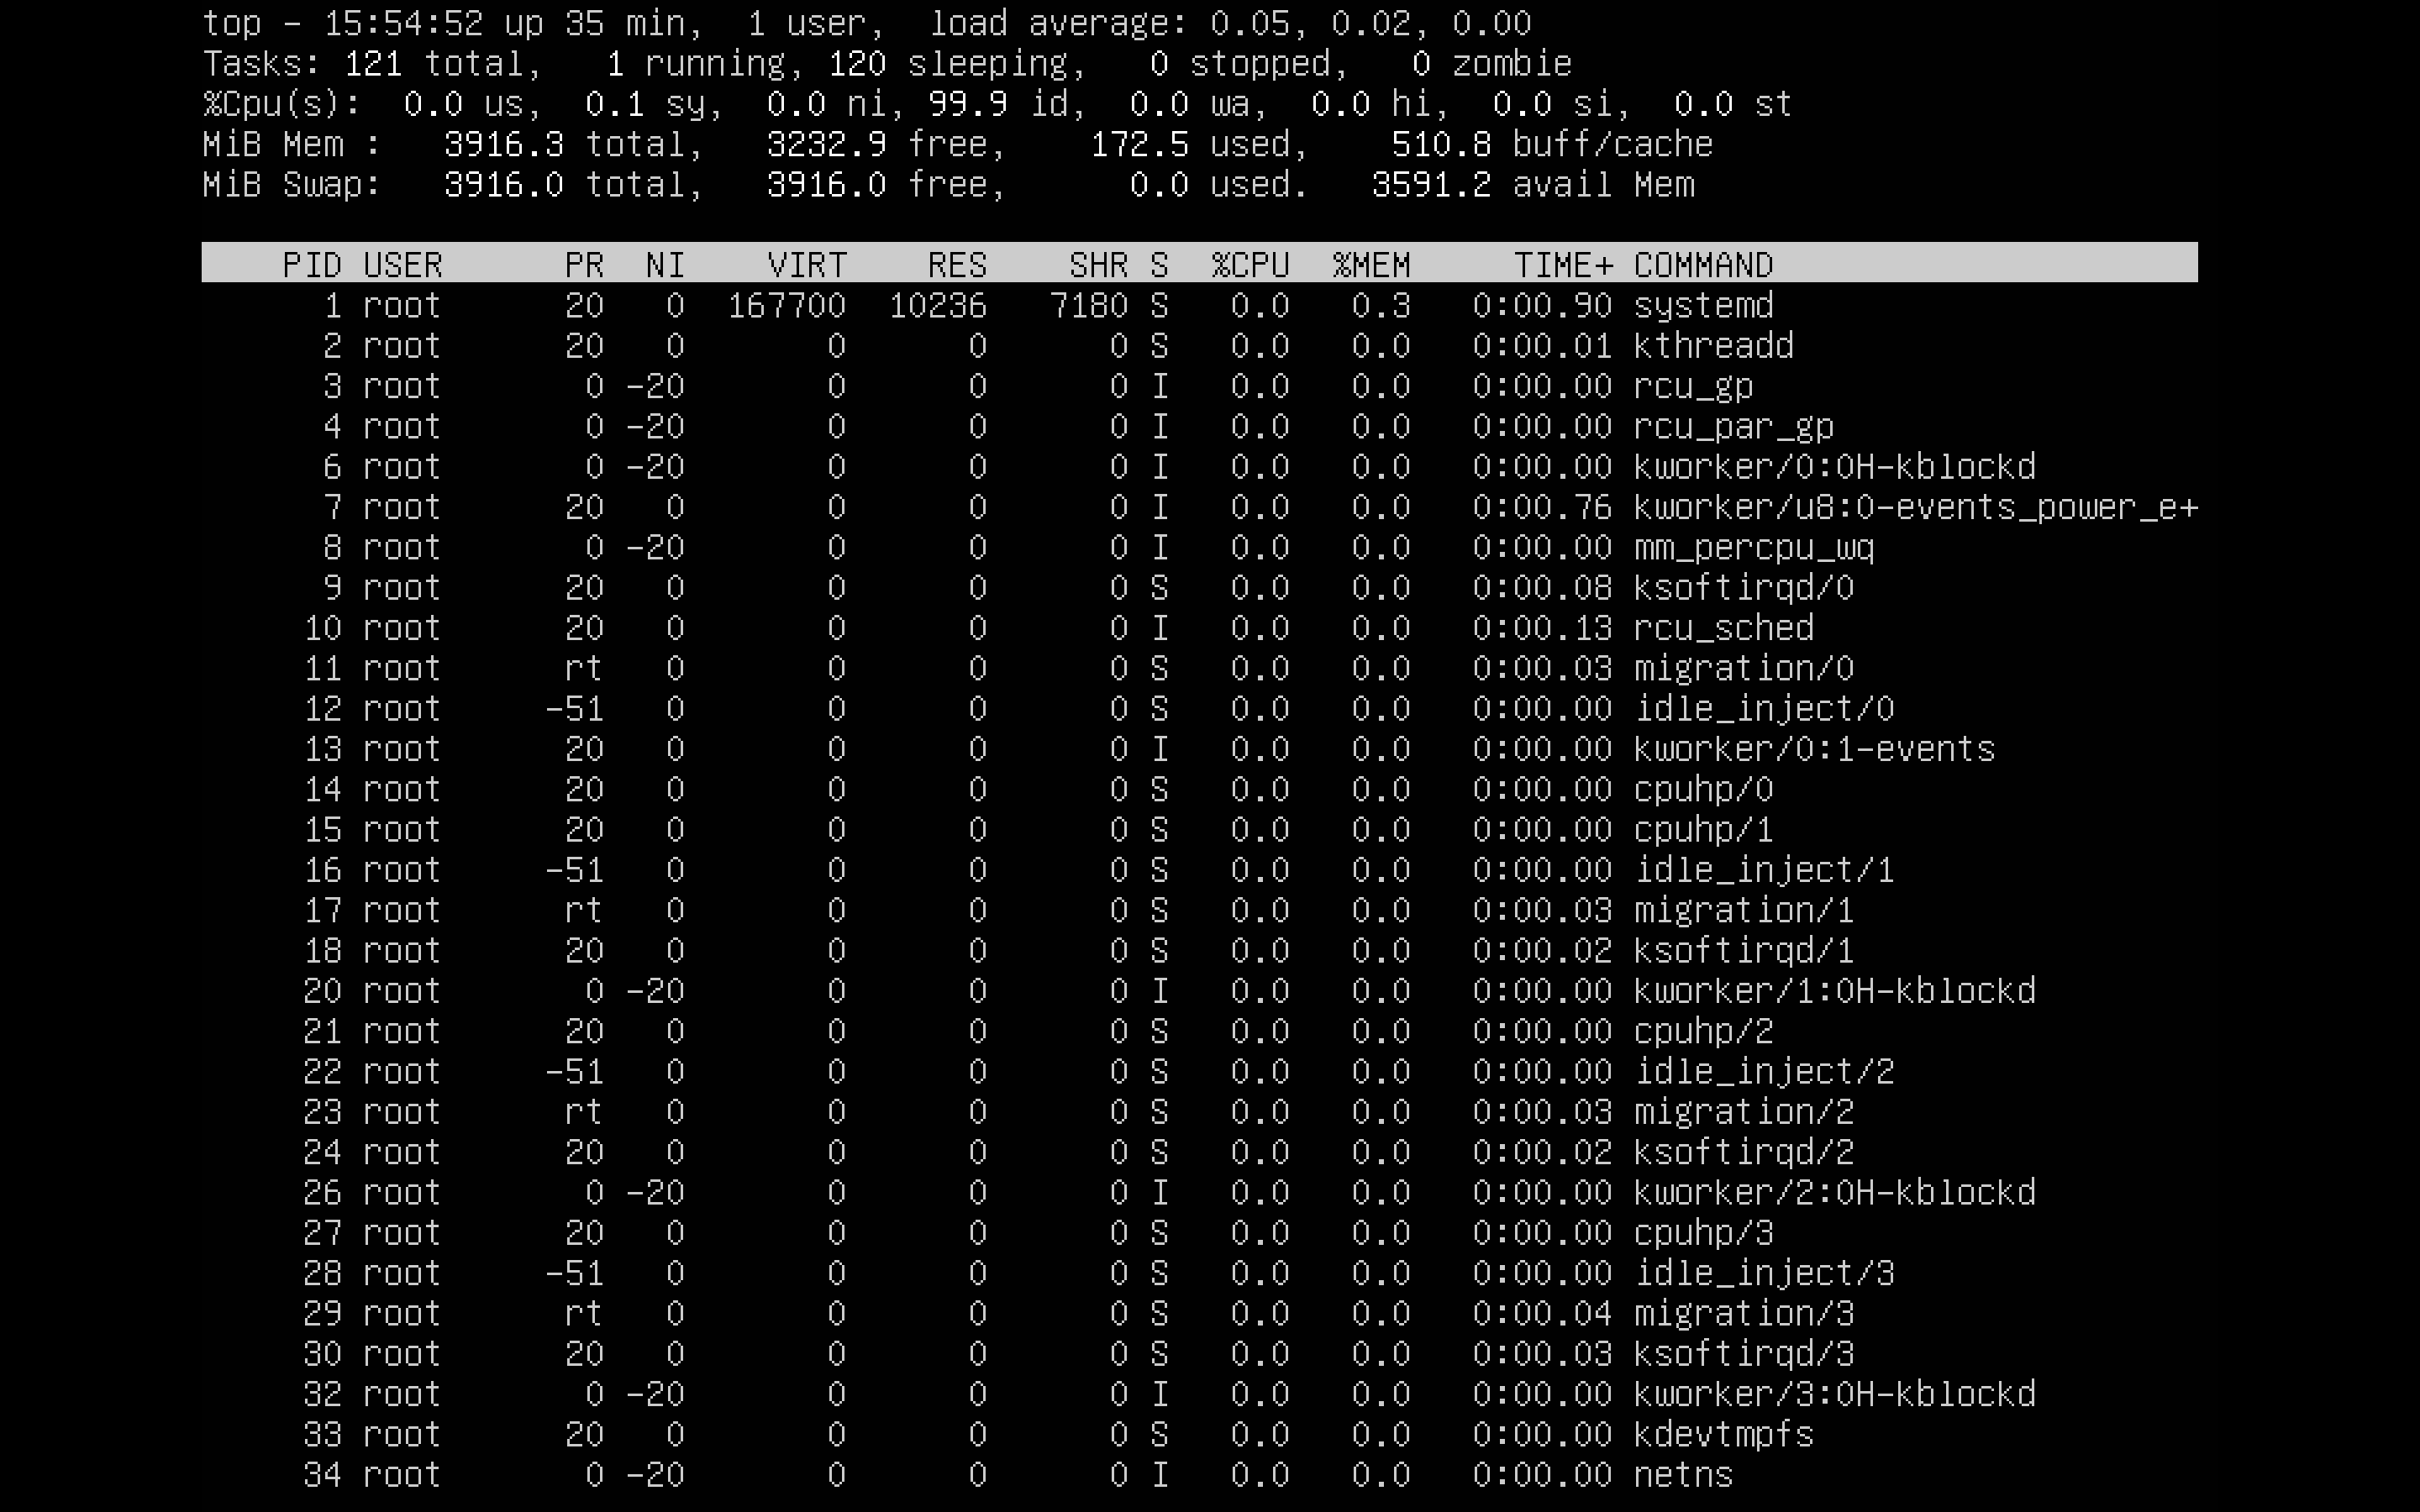 top - 15:54:52 up 35 min,  1 user,  load average: 0.05, 0.02, 0.00
Tasks: 121 total,   1 running, 120 sleeping,   0 stopped,   0 zombie
%Cpu(s):  0.0 us,  0.1 sy,  0.0 ni, 99.9 id,  0.0 wa,  0.0 hi,  0.0 si,  0.0 st
MiB Mem :   3916.3 total,   3232.9 free,    172.5 used,    510.8 buff/cache
MiB Swap:   3916.0 total,   3916.0 free,      0.0 used.   3591.2 avail Mem
PID USER      PR  NI    VIRT    RES    SHR S  %CPU  %MEM     TIME+ COMMAND
1 root      20   0  167700  10236   7180 S   0.0   0.3   0:00.90 systemd
2 root      20   0       0      0      0 S   0.0   0.0   0:00.01 kthreadd
3 root       0 -20       0      0      0 I   0.0   0.0   0:00.00 rcu_gp
4 root       0 -20       0      0      0 I   0.0   0.0   0:00.00 rcu_par_gp
6 root       0 -20       0      0      0 I   0.0   0.0   0:00.00 kworker/0:0H-kblockd
7 root      20   0       0      0      0 I   0.0   0.0   0:00.76 kworker/u8:0-events_power_e+
8 root       0 -20       0      0      0 I   0.0   0.0   0:00.00 mm_percpu_wq
9 root      20   0       0      0      0 S   0.0   0.0   0:00.08 ksoftirqd/0
10 root      20   0       0      0      0 I   0.0   0.0   0:00.13 rcu_sched
11 root      rt   0       0      0      0 S   0.0   0.0   0:00.03 migration/0
12 root     -51   0       0      0      0 S   0.0   0.0   0:00.00 idle_inject/0
13 root      20   0       0      0      0 I   0.0   0.0   0:00.00 kworker/0:1-events
14 root      20   0       0      0      0 S   0.0   0.0   0:00.00 cpuhp/0
15 root      20   0       0      0      0 S   0.0   0.0   0:00.00 cpuhp/1
16 root     -51   0       0      0      0 S   0.0   0.0   0:00.00 idle_inject/1
17 root      rt   0       0      0      0 S   0.0   0.0   0:00.03 migration/1
18 root      20   0       0      0      0 S   0.0   0.0   0:00.02 ksoftirqd/1
20 root       0 -20       0      0      0 I   0.0   0.0   0:00.00 kworker/1:0H-kblockd
21 root      20   0       0      0      0 S   0.0   0.0   0:00.00 cpuhp/2
22 root     -51   0       0      0      0 S   0.0   0.0   0:00.00 idle_inject/2
23 root      rt   0       0      0      0 S   0.0   0.0   0:00.03 migration/2
24 root      20   0       0      0      0 S   0.0   0.0   0:00.02 ksoftirqd/2
26 root       0 -20       0      0      0 I   0.0   0.0   0:00.00 kworker/2:0H-kblockd
27 root      20   0       0      0      0 S   0.0   0.0   0:00.00 cpuhp/3
28 root     -51   0       0      0      0 S   0.0   0.0   0:00.00 idle_inject/3
29 root      rt   0       0      0      0 S   0.0   0.0   0:00.04 migration/3
30 root      20   0       0      0      0 S   0.0   0.0   0:00.03 ksoftirqd/3
32 root       0 -20       0      0      0 I   0.0   0.0   0:00.00 kworker/3:0H-kblockd
33 root      20   0       0      0      0 S   0.0   0.0   0:00.00 kdevtmpfs
34 root       0 -20       0      0      0 I   0.0   0.0   0:00.00 netns